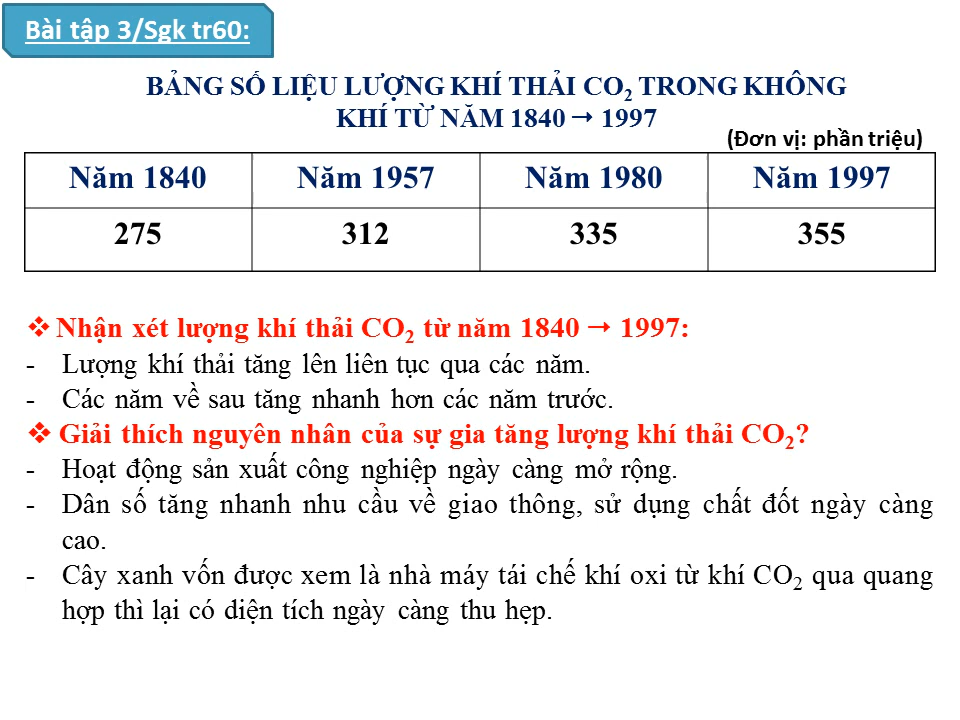 Bài tập 3/Sgk tr60:
BẢNG SỐ LIỆU LƯỢNG KHÍ THẢI CO₂ TRONG KHÔNG
KHÍ TỪ NĂM 1840 → 1997
(Đơn vị: phần triệu)
Năm 1840 Năm 1957 Năm 1980 Năm 1997
275 312 335 355
❖ Nhận xét lượng khí thải CO₂ từ năm 1840 → 1997:
- Lượng khí thải tăng lên liên tục qua các năm.
- Các năm về sau tăng nhanh hơn các năm trước.
❖ Giải thích nguyên nhân của sự gia tăng lượng khí thải CO₂?
- Hoạt động sản xuất công nghiệp ngày càng mở rộng.
- Dân số tăng nhanh nhu cầu về giao thông, sử dụng chất đốt ngày càng
cao.
- Cây xanh vốn được xem là nhà máy tái chế khí oxi từ khí CO₂ qua quang
hợp thì lại có diện tích ngày càng thu hẹp.